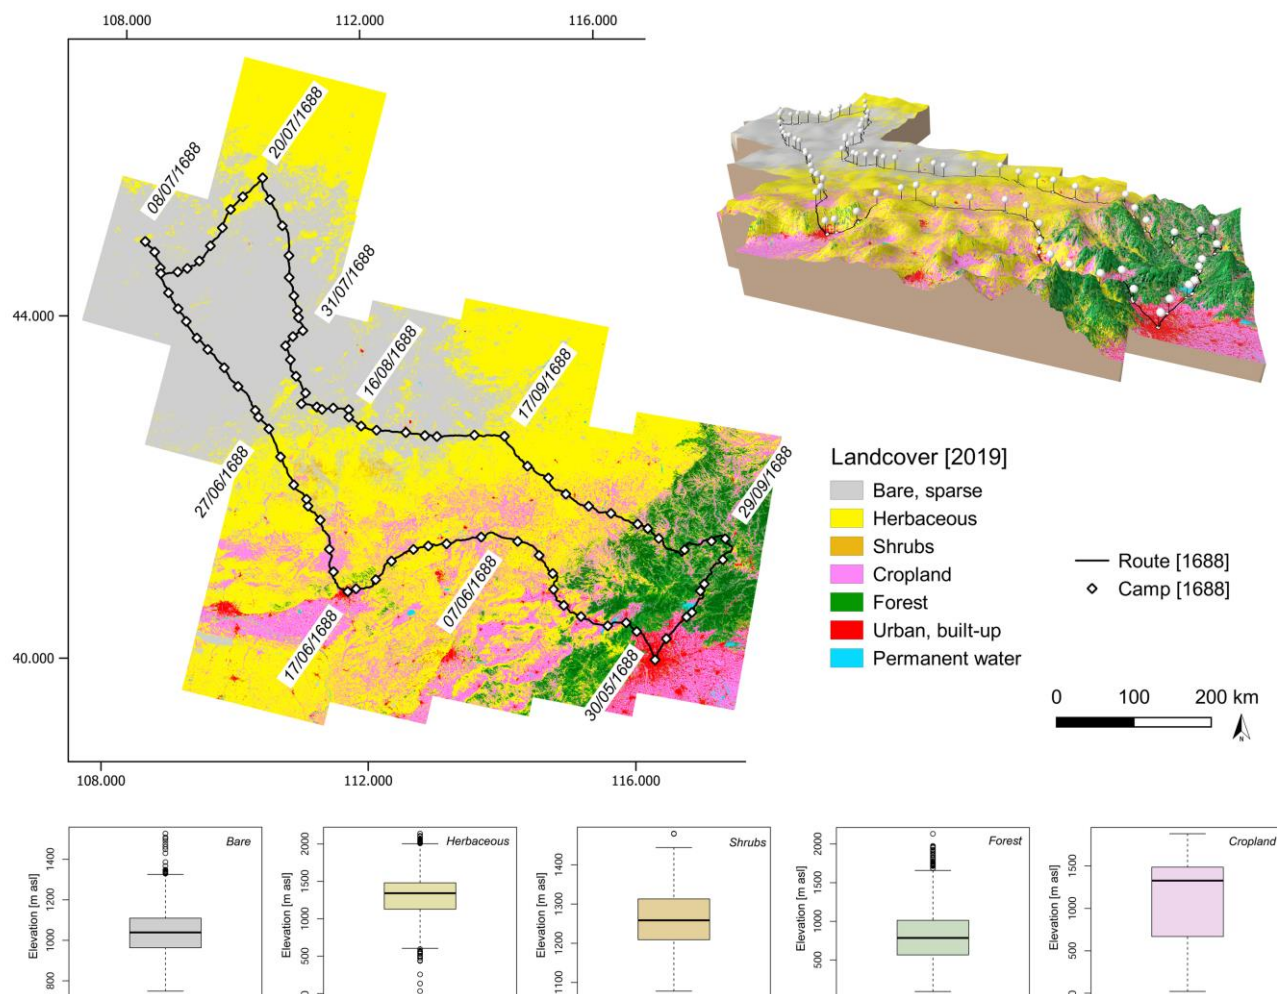 108.000 112.000 116.000
20/07/1688
08/07/1688
31/07/1688
44.000
16/08/1688
17/09/1688
27/06/1688
29/09/1688
07/06/1688
17/06/1688
30/05/1688
40.000
108.000 112.000 116.000
Landcover [2019]
Bare, sparse
Herbaceous
Shrubs
Cropland
Forest
Urban, built-up
Permanent water
Route [1688]
Camp [1688]
0 100 200 km
N
Bare
Elevation [m asl]
1400
1200
1000
800
Herbaceous
Elevation [m asl]
2000
1500
1000
500
0
Shrubs
Elevation [m asl]
1400
1300
1200
1100
Forest
Elevation [m asl]
2000
1500
1000
500
Cropland
Elevation [m asl]
1500
1000
500
0